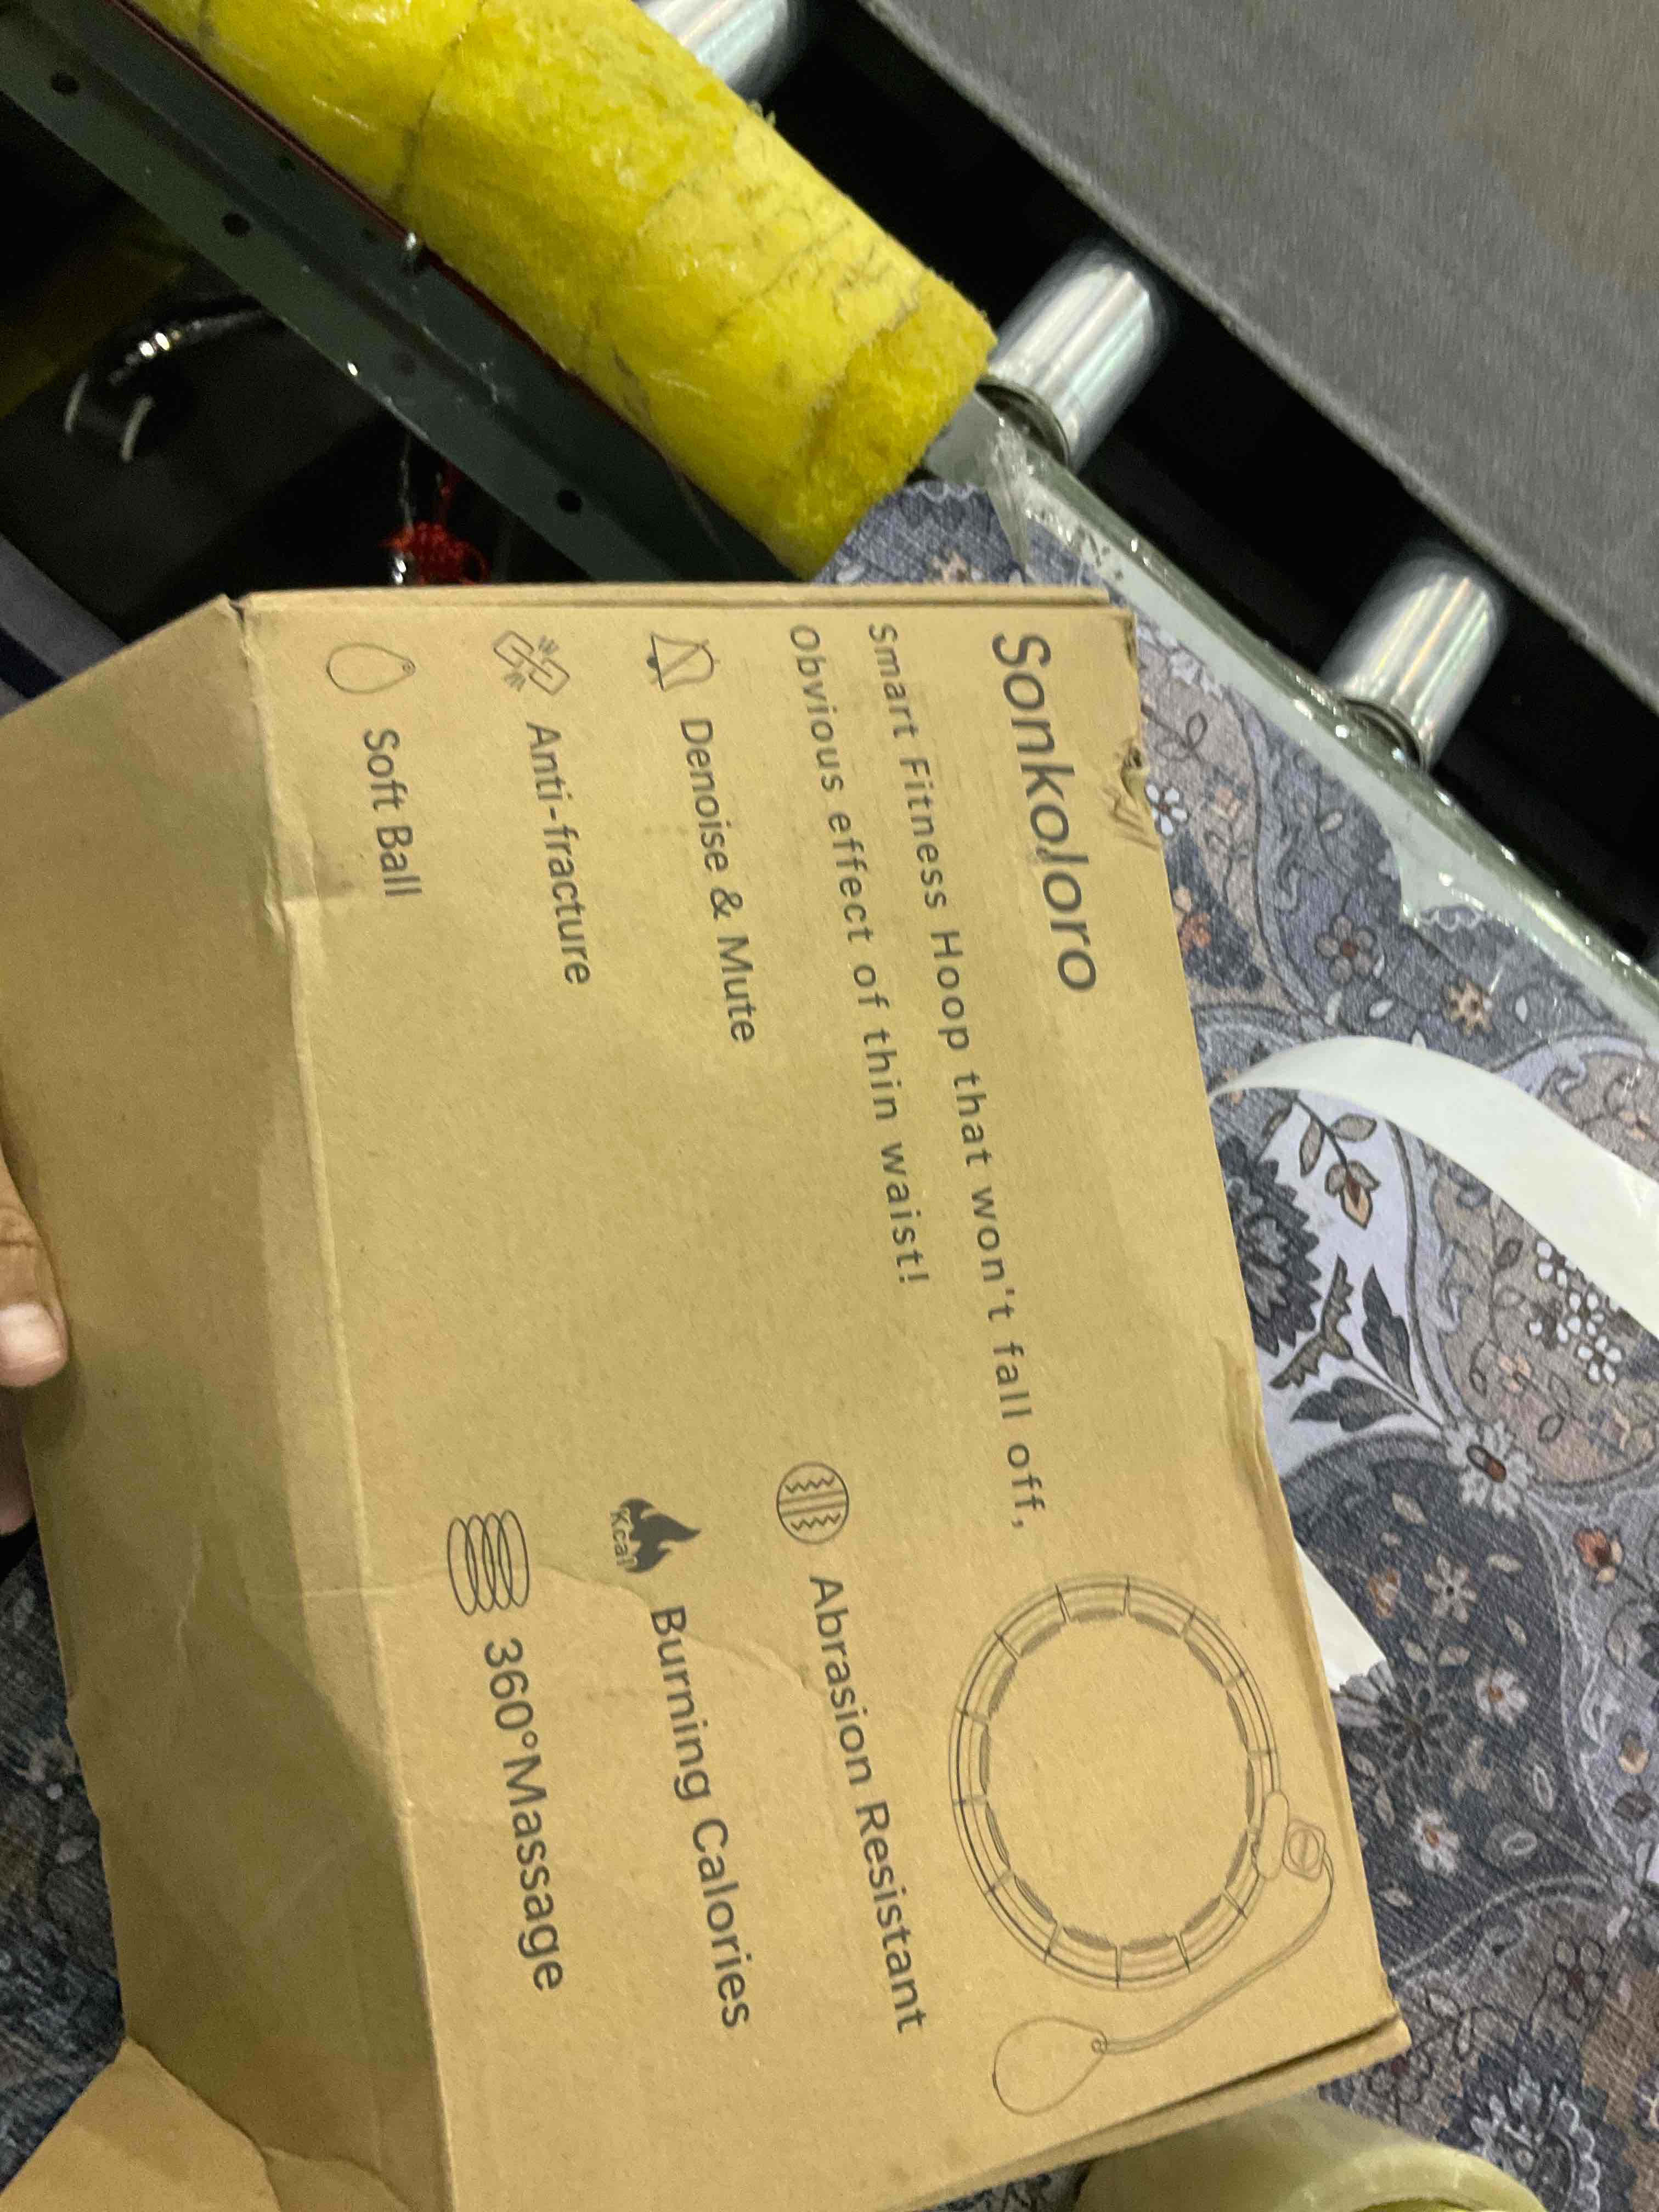 Sonkoloro
Smart Fitness Hoop that won't fall off,
Obvious effect of thin waist!
Denoise & Mute
Anti-fracture
Soft Ball
Abrasion Resistant
Kcal
Burning Calories
360°Massage